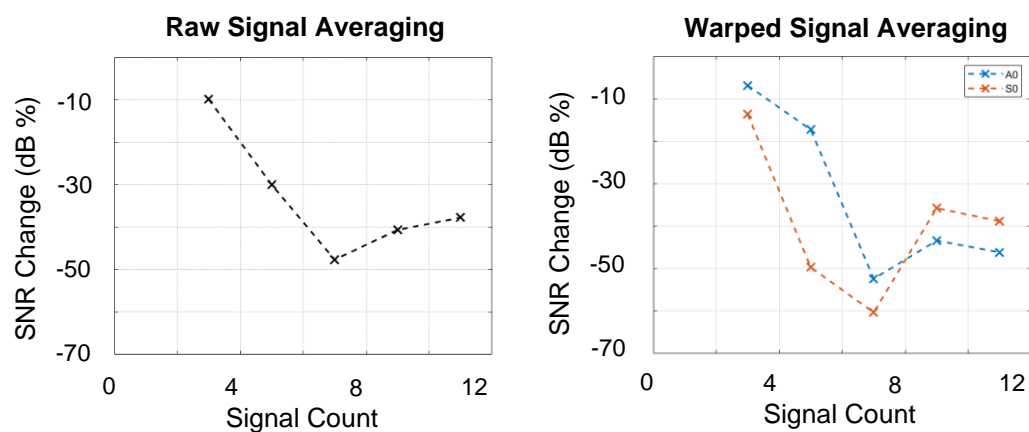 Raw Signal Averaging
SNR Change (dB %)
-10
-30
-50
-70
0
4
8
12
Signal Count
Warped Signal Averaging
A0
S0
SNR Change (dB %)
-10
-30
-50
-70
0
4
8
12
Signal Count